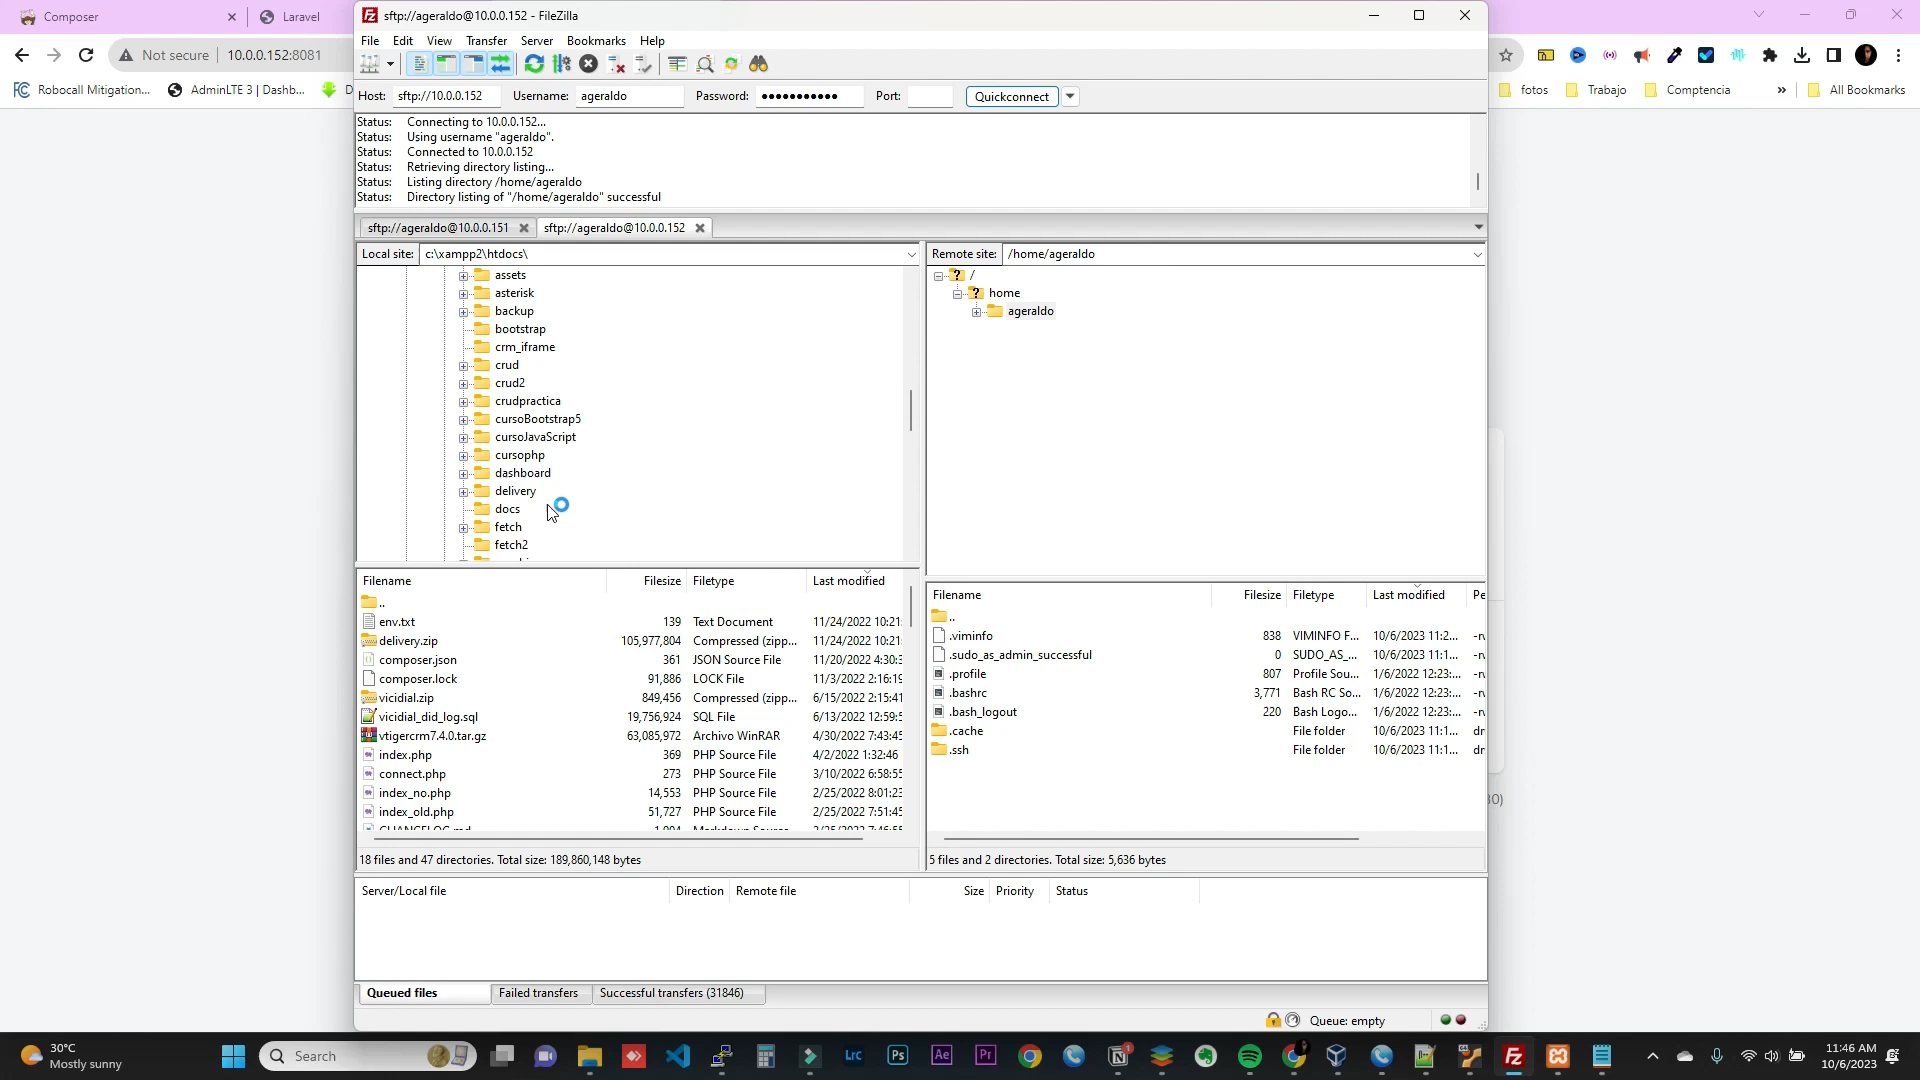 Composer
Laravel
sftp://ageraldo@10.0.0.152 - FileZilla
File Edit View Transfer Server Bookmarks Help
Not secure 10.0.0.152:8081
Robocall Mitigation...
AdminLTE 3 | Dashb...
D
fotos
Trabajo
Comptencia
»
All Bookmarks
Host: sftp://10.0.0.152 Username: ageraldo Password: ●●●●●●●●●●● Port: Quickconnect
Status: Connecting to 10.0.0.152...
Status: Using username "ageraldo".
Status: Connected to 10.0.0.152
Status: Retrieving directory listing...
Status: Listing directory /home/ageraldo
Status: Directory listing of "/home/ageraldo" successful
sftp://ageraldo@10.0.0.151
sftp://ageraldo@10.0.0.152
Local site: c:\xampp2\htdocs\
assets
asterisk
backup
bootstrap
crm_iframe
crud
crud2
crudpractica
cursoBootstrap5
cursoJavaScript
cursophp
dashboard
delivery
docs
fetch
fetch2
Remote site: /home/ageraldo
/
home
ageraldo
Filename Filesize Filetype Last modified
..
env.txt 139 Text Document 11/24/2022 10:21:
delivery.zip 105,977,804 Compressed (zipp... 11/24/2022 10:21:
composer.json 361 JSON Source File 11/20/2022 4:30:3
composer.lock 91,886 LOCK File 11/3/2022 2:16:19
vicidial.zip 849,456 Compressed (zipp... 6/15/2022 2:15:41
vicidial_did_log.sql 19,756,924 SQL File 6/13/2022 12:59:5
vtigercrm7.4.0.tar.gz 63,085,972 Archivo WinRAR 4/30/2022 7:43:45
index.php 369 PHP Source File 4/2/2022 1:32:46
connect.php 273 PHP Source File 3/10/2022 6:58:55
index_no.php 14,553 PHP Source File 2/25/2022 8:01:23
index_old.php 51,727 PHP Source File 2/25/2022 7:51:45
18 files and 47 directories. Total size: 189,860,148 bytes
Filename Filesize Filetype Last modified Pe
..
.viminfo 838 VIMINFO F... 10/6/2023 11:2... -rv
.sudo_as_admin_successful 0 SUDO_AS_... 10/6/2023 11:1... -rv
.profile 807 Profile Sou... 1/6/2022 12:23:... -rv
.bashrc 3,771 Bash RC So... 1/6/2022 12:23:... -rv
.bash_logout 220 Bash Logo... 1/6/2022 12:23:... -rv
.cache File folder 10/6/2023 11:1... dr
.ssh File folder 10/6/2023 11:1... dr
5 files and 2 directories. Total size: 5,636 bytes
Server/Local file Direction Remote file Size Priority Status
Queued files Failed transfers Successful transfers (31846)
Queue: empty
30°C
Mostly sunny
Search
Lrc
Ps
Ae
Pr
1
Fz
11:46 AM
10/6/2023